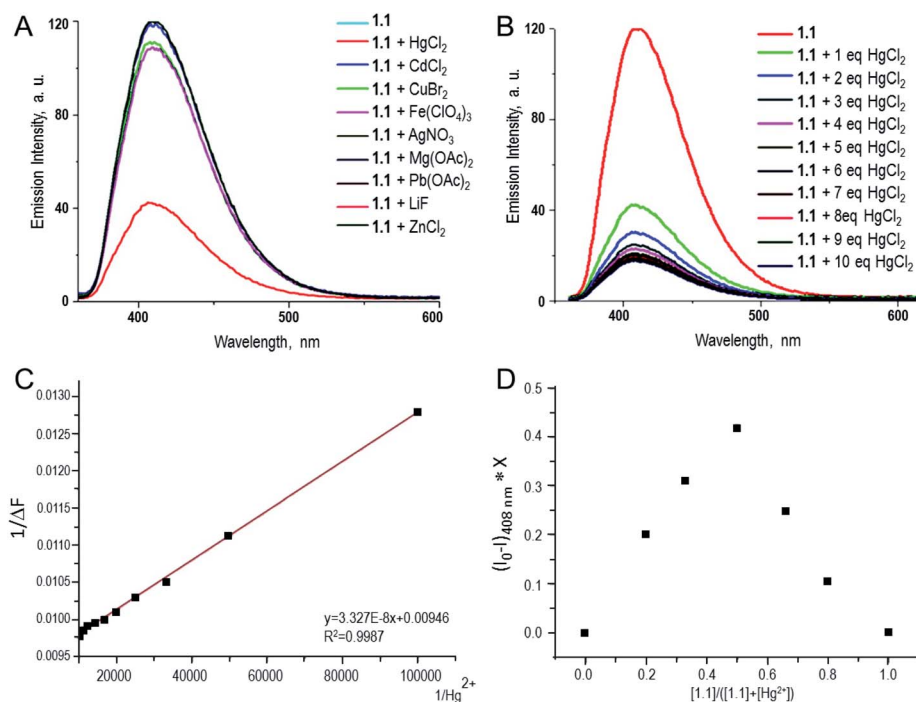 A
Emission Intensity, a. u.
120
80
40
0
400
500
600
Wavelength, nm
1.1
1.1 + HgCl₂
1.1 + CdCl₂
1.1 + CuBr₂
1.1 + Fe(ClO₄)₃
1.1 + AgNO₃
1.1 + Mg(OAc)₂
1.1 + Pb(OAc)₂
1.1 + LiF
1.1 + ZnCl₂
B
Emission Intensity, a. u.
120
80
40
0
400
500
600
Wavelength, nm
1.1
1.1 + 1 eq HgCl₂
1.1 + 2 eq HgCl₂
1.1 + 3 eq HgCl₂
1.1 + 4 eq HgCl₂
1.1 + 5 eq HgCl₂
1.1 + 6 eq HgCl₂
1.1 + 7 eq HgCl₂
1.1 + 8eq HgCl₂
1.1 + 9 eq HgCl₂
1.1 + 10 eq HgCl₂
C
1/ΔF
0.0130
0.0125
0.0120
0.0115
0.0110
0.0105
0.0100
0.0095
y=3.327E-8x+0.00946
R²=0.9987
20000
40000
60000
80000
100000
1/Hg²⁺
D
(I₀-I)₄₀₈ ₙₘ * X
0.5
0.4
0.3
0.2
0.1
0.0
0.0
0.2
0.4
0.6
0.8
1.0
[1.1]/([1.1]+[Hg²⁺])